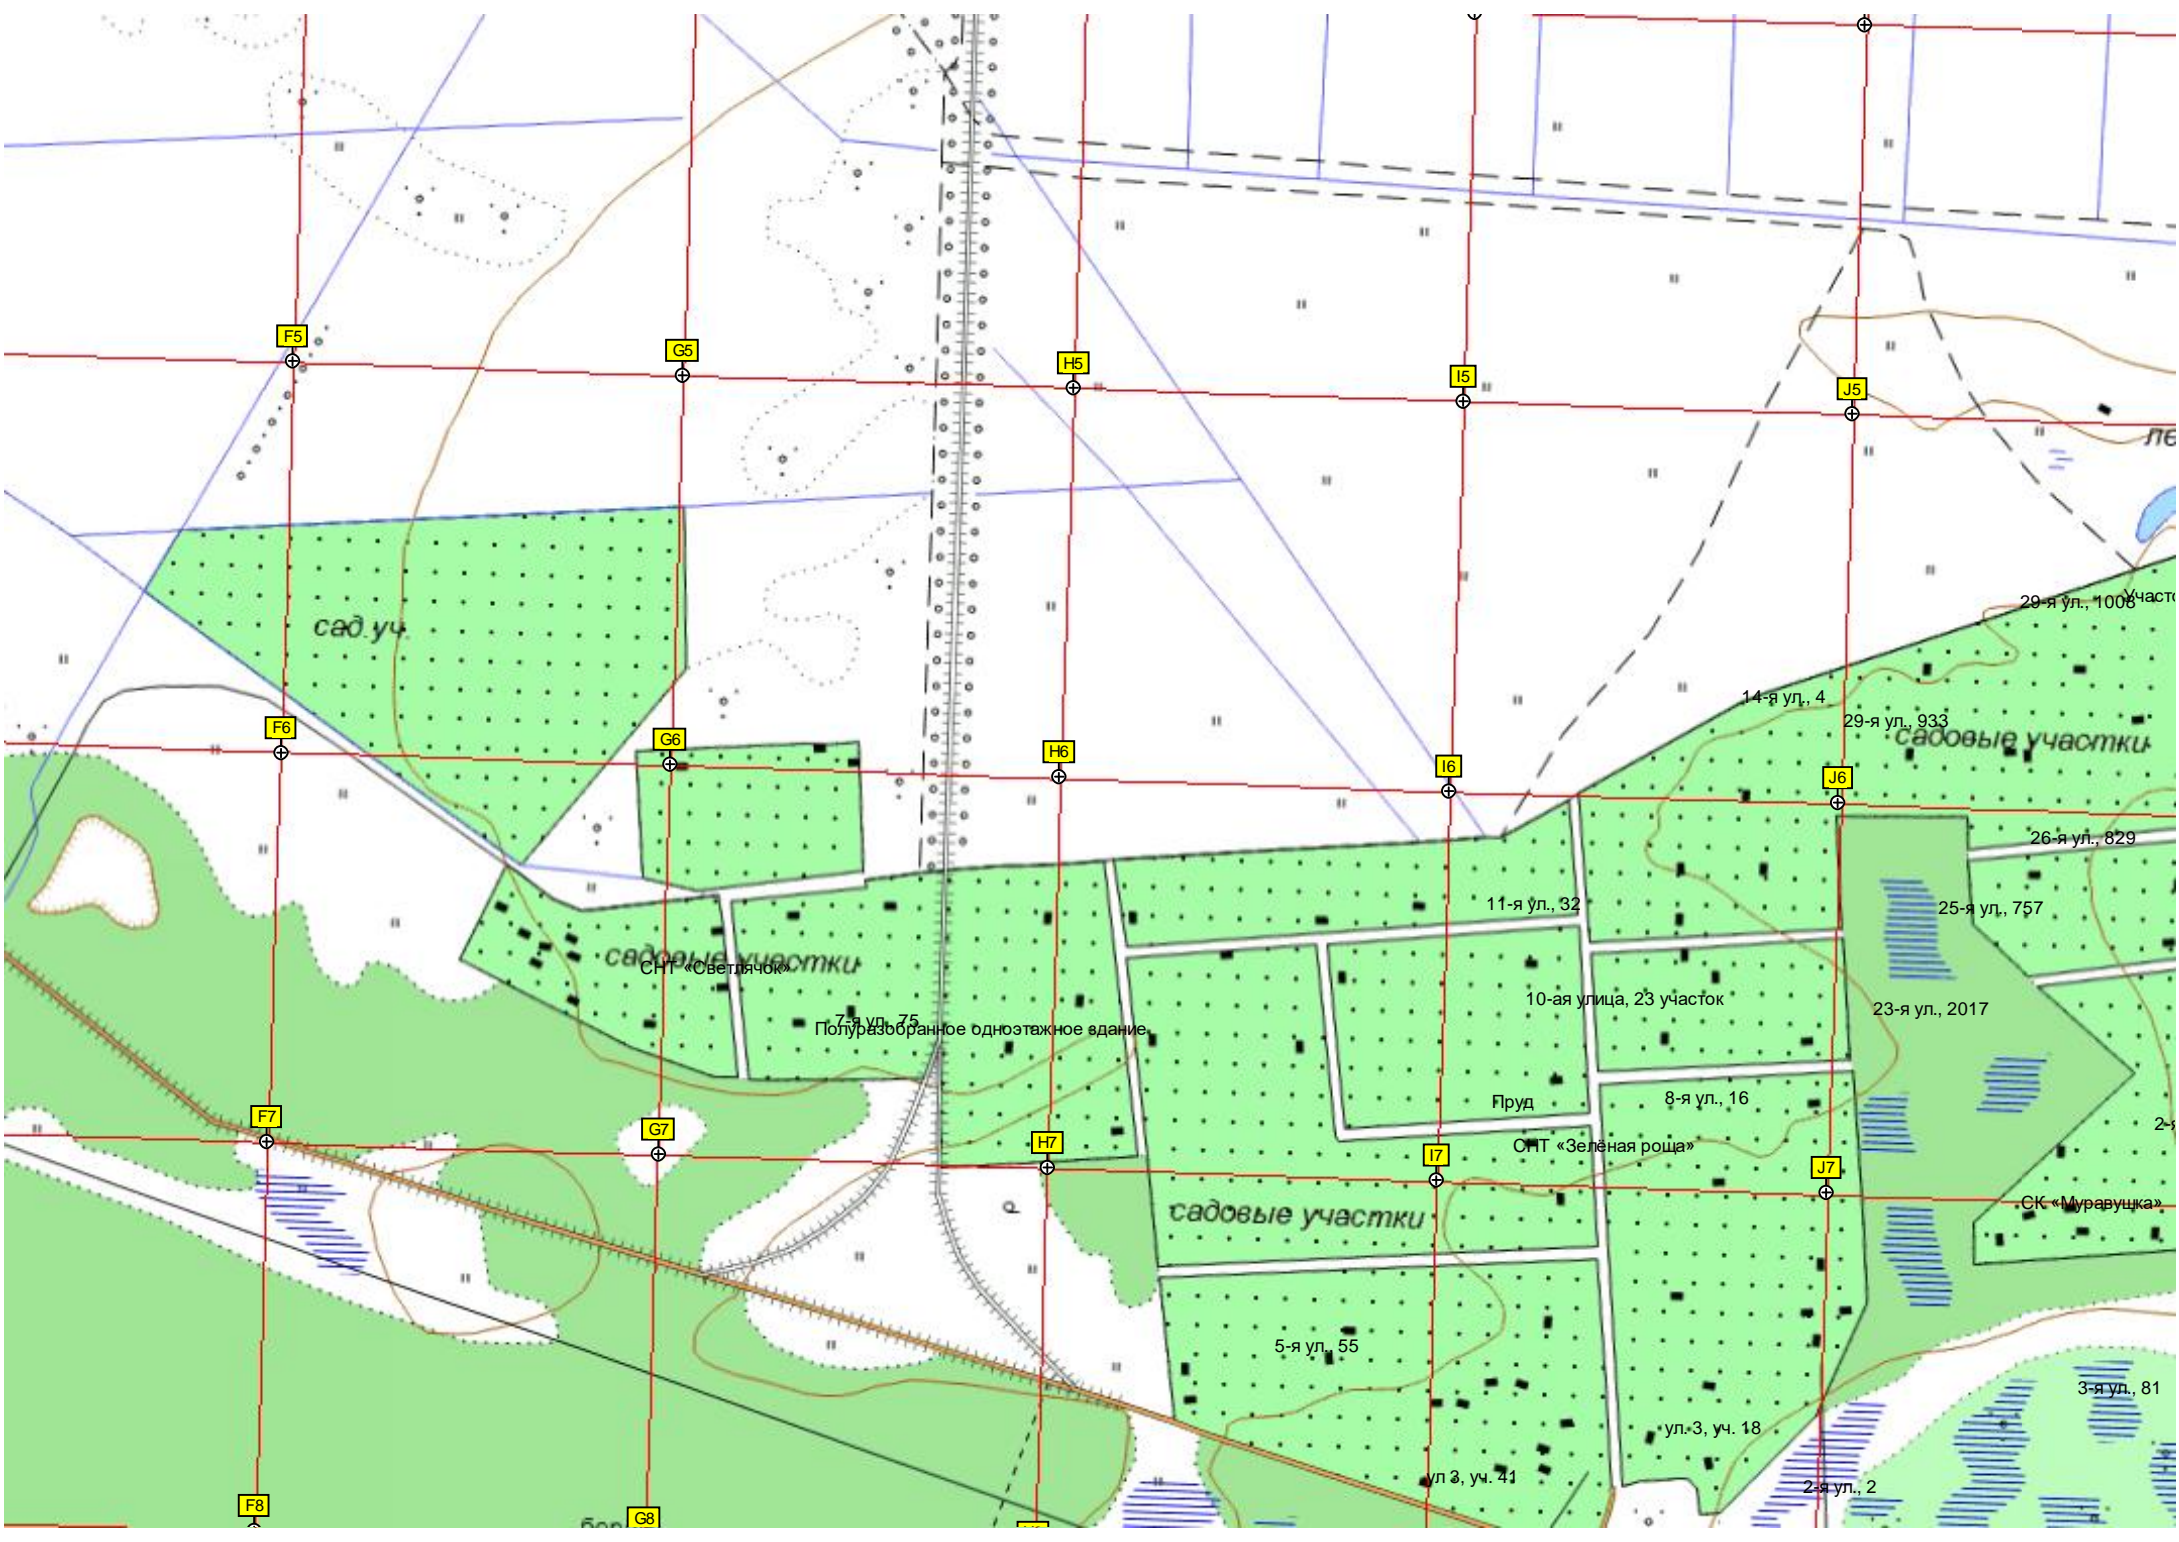 F5
G5
H5
I5
J5
29-я ул., 1008
сад.уч.
14-я ул., 4
29-я ул., 933
садовые участки
F6
G6
H6
I6
J6
26-я ул., 829
11-я ул., 32
25-я ул., 757
садовые участки
СНТ «Светлячок»
10-ая улица, 23 участок
23-я ул., 2017
7-я ул., 75
Полуразобранное одноэтажное здание
Пруд
8-я ул., 16
F7
G7
H7
I7
J7
СНТ «Зелёная роща»
СК «Муравушка»
садовые участки
5-я ул., 55
3-я ул., 81
ул. 3, уч. 18
ул 3, уч. 41
2-я ул., 2
F8
G8